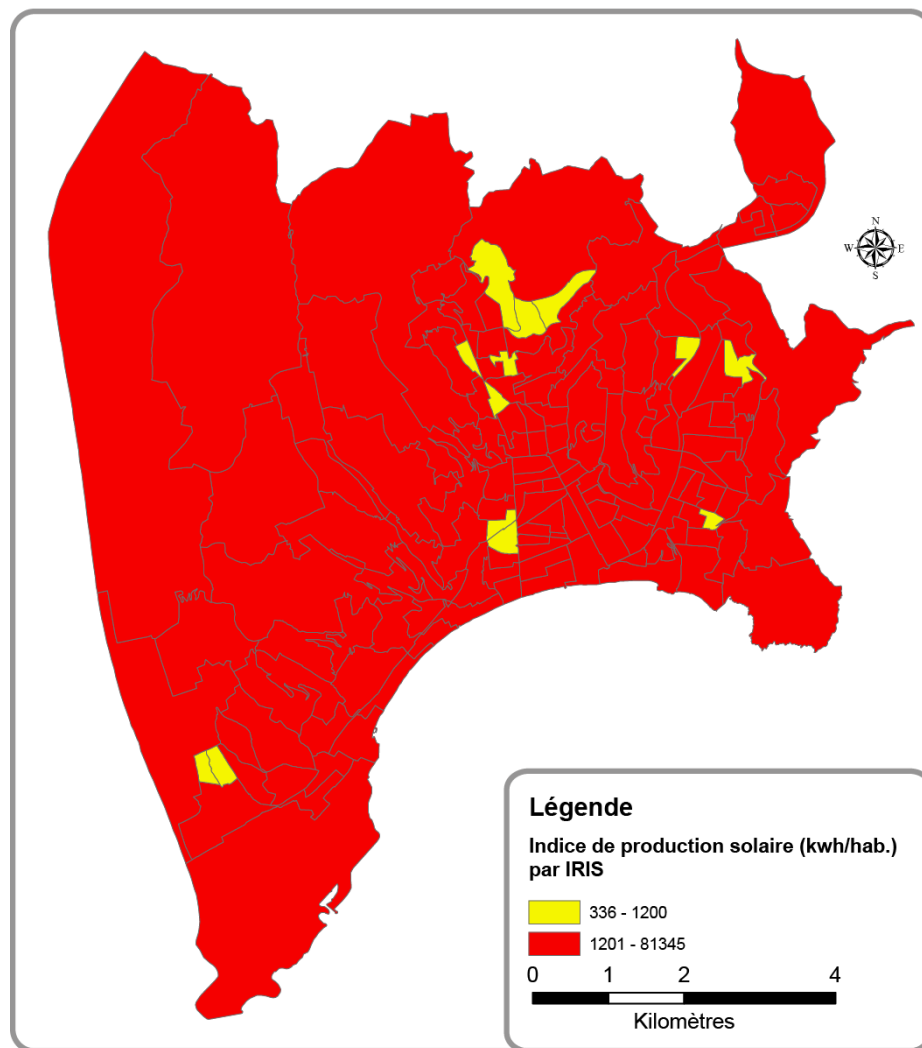 N
W E
S
Légende
Indice de production solaire (kwh/hab.)
par IRIS
336 - 1200
1201 - 81345
0 1 2 4
Kilomètres